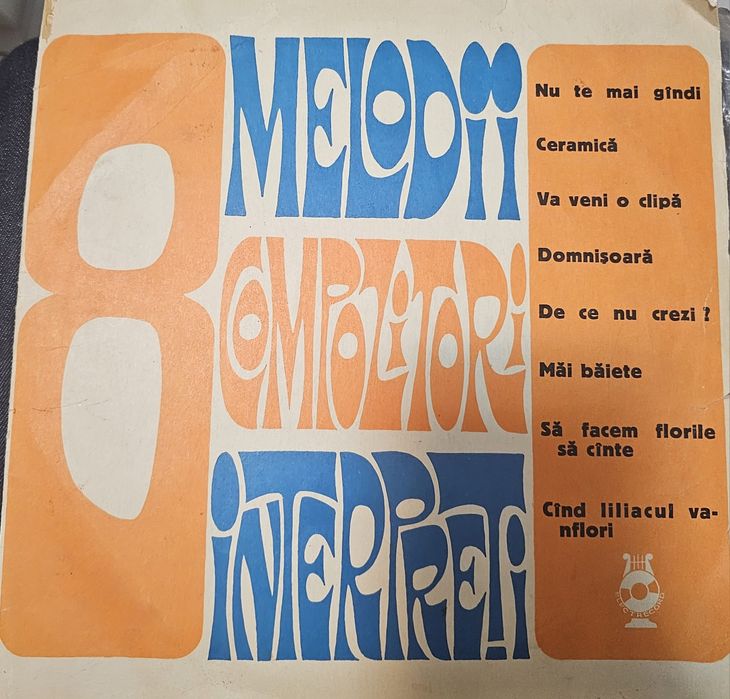 8
MELODII
COMPOZITORI
INTERPREȚI
Nu te mai gîndi
Ceramică
Va veni o clipă
Domnișoară
De ce nu crezi?
Măi băiete
Să facem florile
să cînte
Cînd liliacul va-
nflori
ELECTRECORD